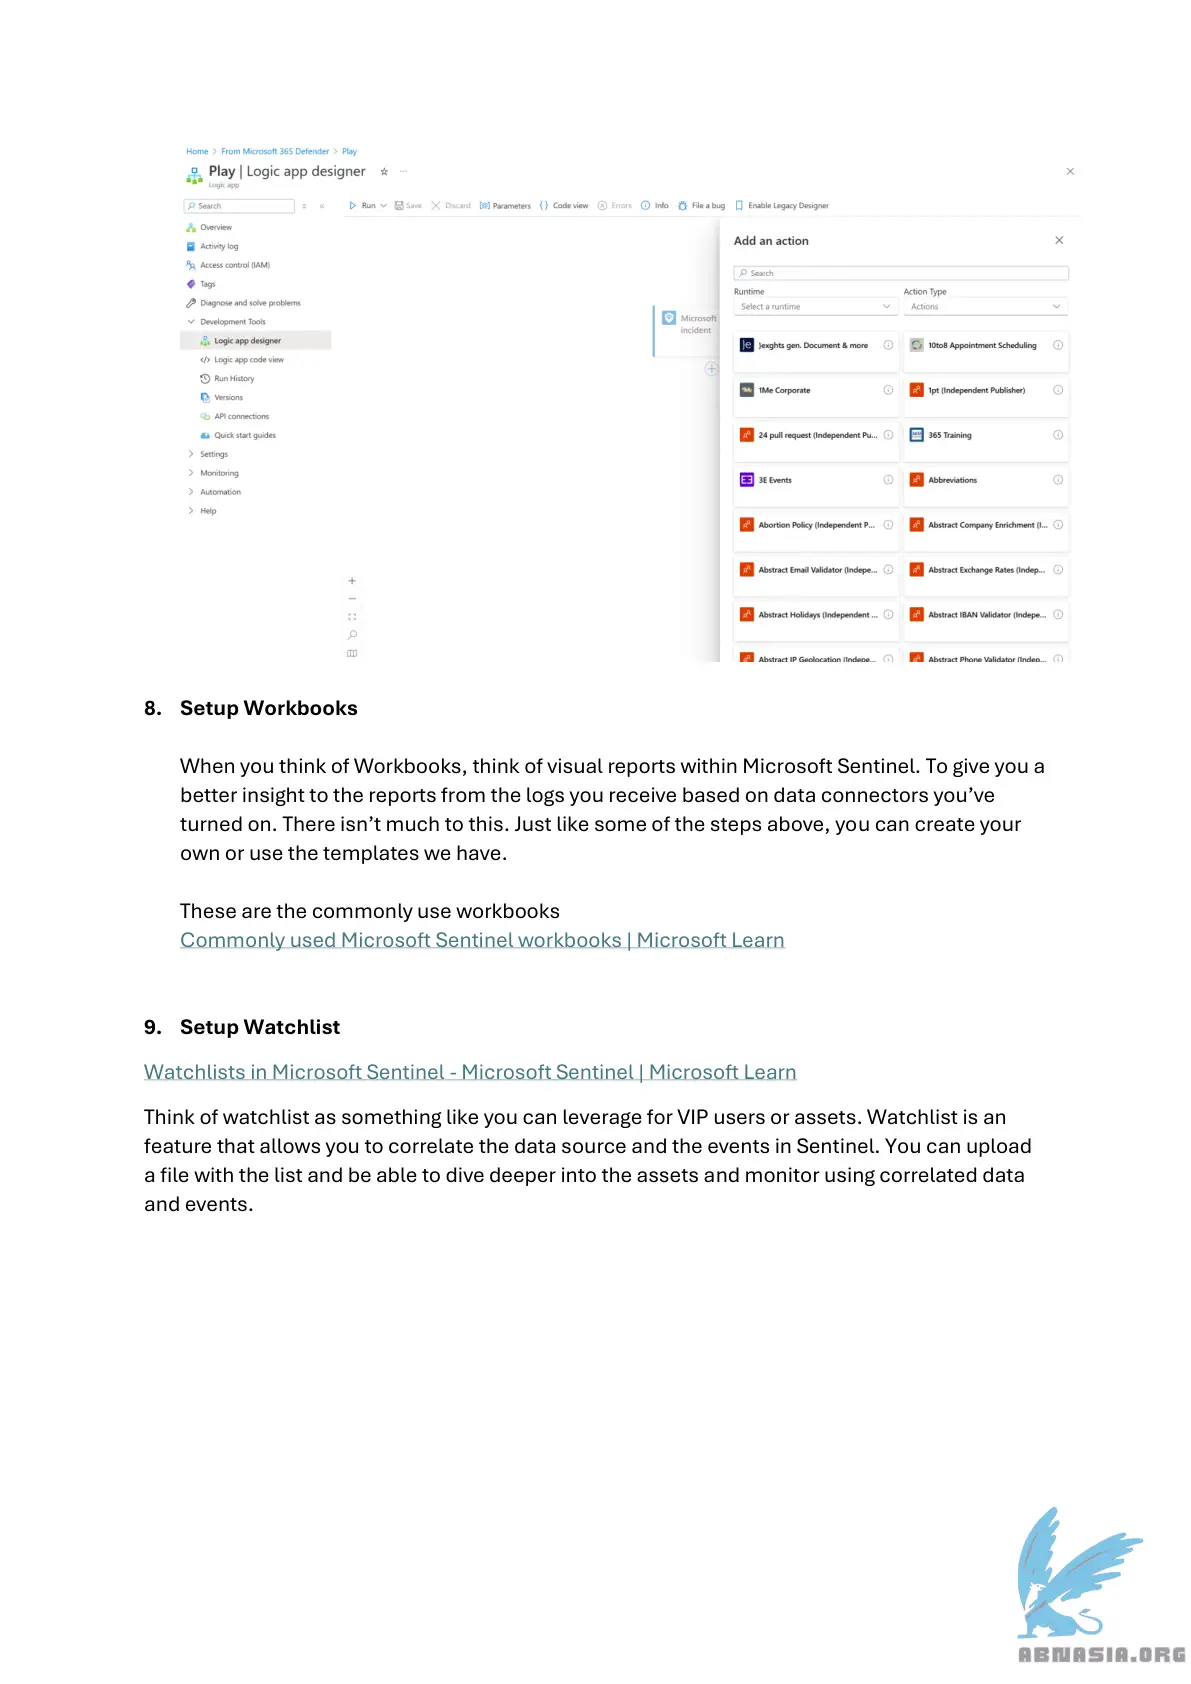 Home > From Microsoft 365 Defender > Play
Play | Logic app designer
Logic app
Search
Run
Save
Discard
Parameters
Code view
Errors
Info
File a bug
Enable Legacy Designer
Overview
Activity log
Access control (IAM)
Tags
Diagnose and solve problems
Development Tools
Logic app designer
Logic app code view
Run History
Versions
API connections
Quick start guides
Settings
Monitoring
Automation
Help
Microsoft
incident
Add an action
Search
Runtime
Action Type
Select a runtime
Actions
]exghts gen. Document & more
10to8 Appointment Scheduling
1Me Corporate
1pt (Independent Publisher)
24 pull request (Independent Pu...
365 Training
3E Events
Abbreviations
Abortion Policy (Independent P...
Abstract Company Enrichment (I...
Abstract Email Validator (Indepe...
Abstract Exchange Rates (Indep...
Abstract Holidays (Independent ...
Abstract IBAN Validator (Indepe...
Abstract IP Geolocation (Indepe...
Abstract Phone Validator (Indep...
8. Setup Workbooks
When you think of Workbooks, think of visual reports within Microsoft Sentinel. To give you a
better insight to the reports from the logs you receive based on data connectors you’ve
turned on. There isn’t much to this. Just like some of the steps above, you can create your
own or use the templates we have.
These are the commonly use workbooks
Commonly used Microsoft Sentinel workbooks | Microsoft Learn
9. Setup Watchlist
Watchlists in Microsoft Sentinel - Microsoft Sentinel | Microsoft Learn
Think of watchlist as something like you can leverage for VIP users or assets. Watchlist is an
feature that allows you to correlate the data source and the events in Sentinel. You can upload
a file with the list and be able to dive deeper into the assets and monitor using correlated data
and events.
ABNASIA.ORG